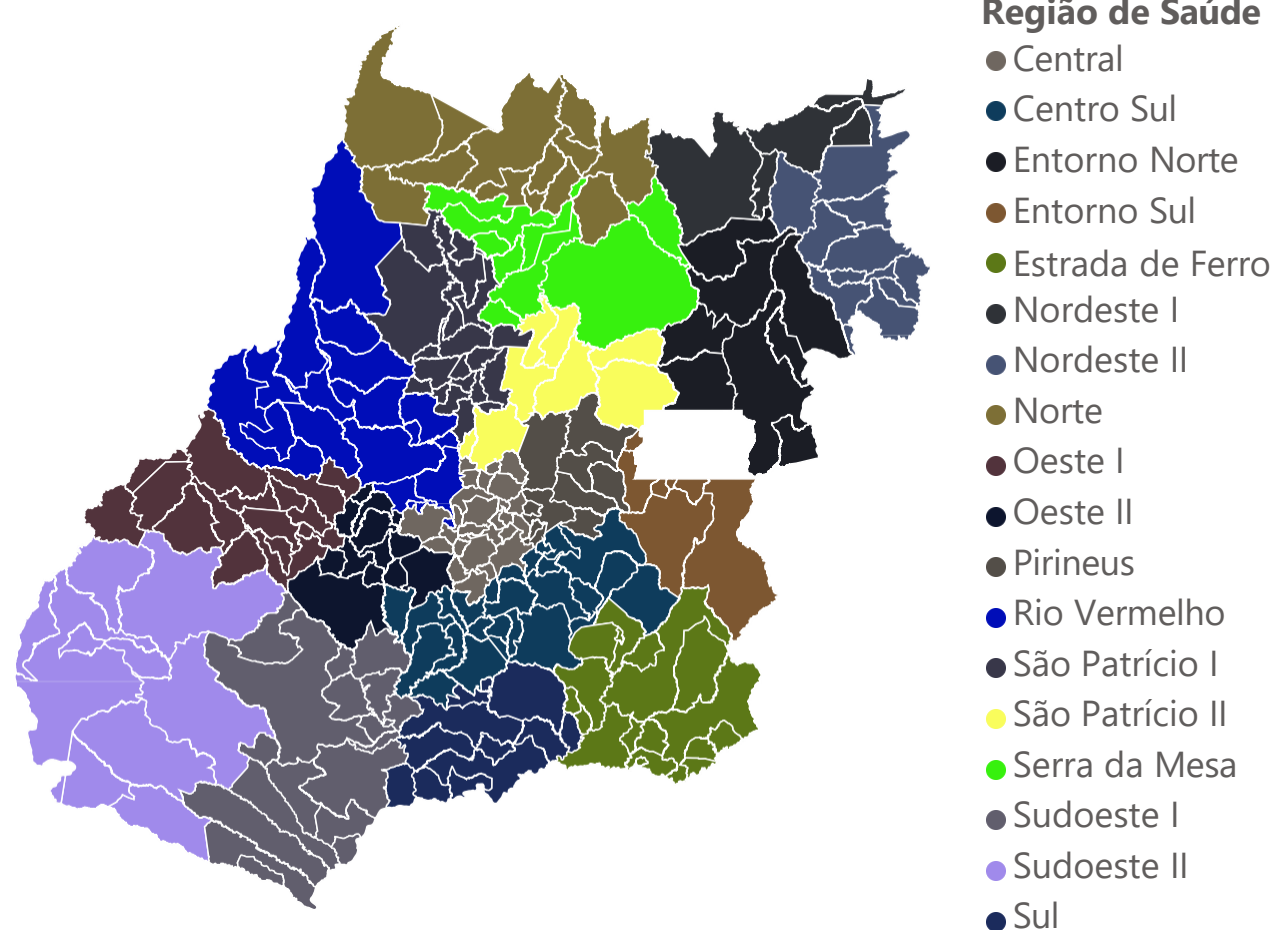 Região de Saúde
Central
Centro Sul
Entorno Norte
Entorno Sul
Estrada de Ferro
Nordeste I
Nordeste II
Norte
Oeste I
Oeste II
Pirineus
Rio Vermelho
São Patrício I
São Patrício II
Serra da Mesa
Sudoeste I
Sudoeste II
Sul